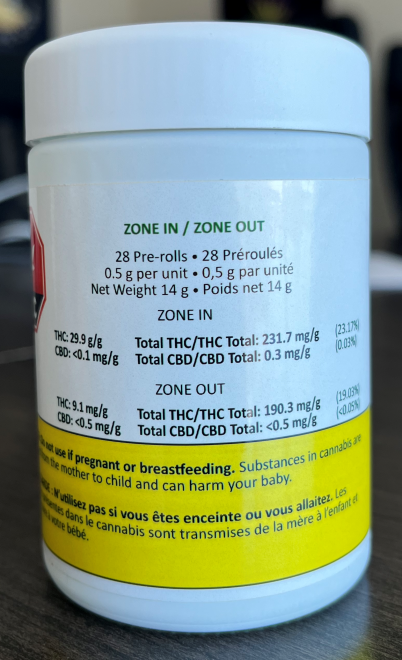 ZONE IN / ZONE OUT
28 Pre-rolls • 28 Préroulés
0.5 g per unit • 0,5 g par unité
Net Weight 14 g • Poids net 14 g
ZONE IN
THC: 29.9 g/g Total THC/THC Total: 231.7 mg/g (23.17%)
CBD: <0.1 mg/g Total CBD/CBD Total: 0.3 mg/g (0.03%)
ZONE OUT
THC: 9.1 mg/g Total THC/THC Total: 190.3 mg/g (19.03%)
CBD: <0.5 mg/g Total CBD/CBD Total: <0.5 mg/g (<0.05%)
not use if pregnant or breastfeeding. Substances in cannabis are
the mother to child and can harm your baby.
: N'utilisez pas si vous êtes enceinte ou vous allaitez. Les
dans le cannabis sont transmises de la mère à l'enfant et
votre bébé.